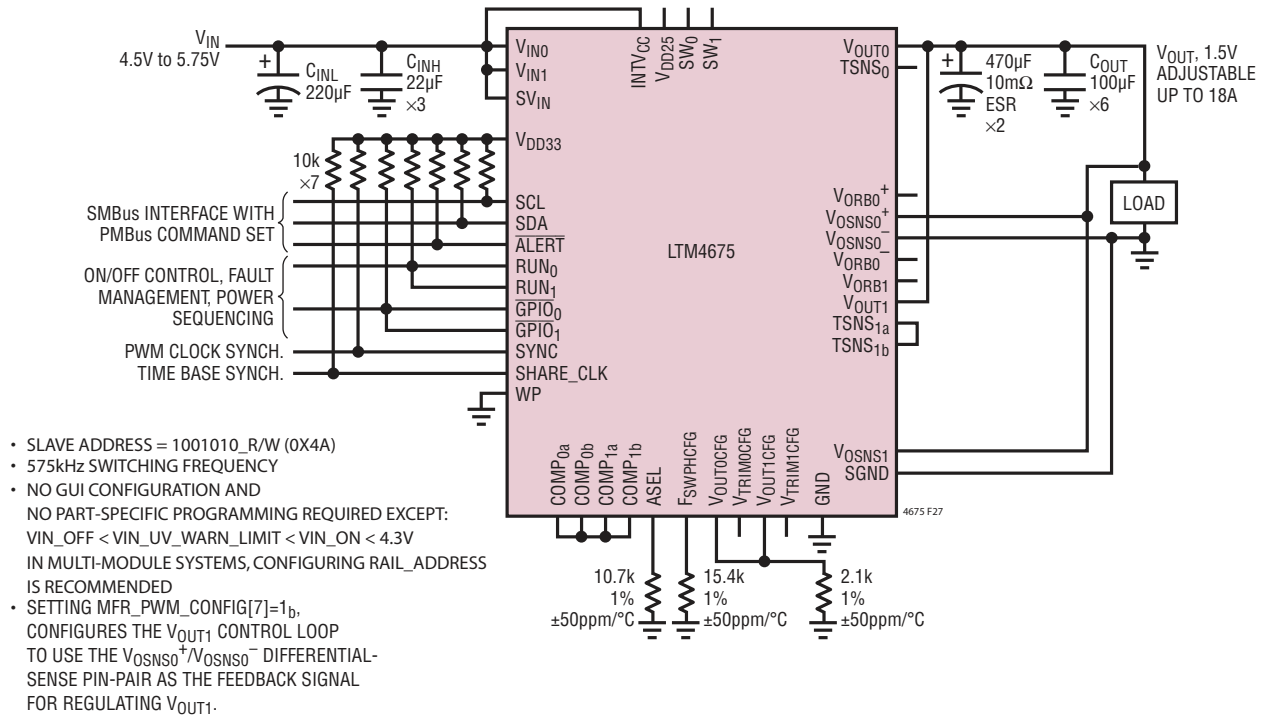 V_IN
4.5V to 5.75V
+
C_INL
220µF
C_INH
22µF
×3
10k
×7
SMBus INTERFACE WITH
PMBus COMMAND SET
ON/OFF CONTROL, FAULT
MANAGEMENT, POWER
SEQUENCING
PWM CLOCK SYNCH.
TIME BASE SYNCH.
V_IN0
V_IN1
SV_IN
V_DD33
SCL
SDA
A̅L̅E̅R̅T̅
RUN_0
RUN_1
G̅P̅I̅O̅_0
G̅P̅I̅O̅_1
SYNC
SHARE_CLK
WP
INTV_CC
V_DD25
SW_0
SW_1
LTM4675
V_OUT0
TSNS_0
V_ORB0^+
V_OSNS0^+
V_OSNS0^–
V_ORB0^–
V_ORB1
V_OUT1
TSNS_1a
TSNS_1b
V_OSNS1
SGND
COMP_0a
COMP_0b
COMP_1a
COMP_1b
ASEL
F_SWPHCFG
V_OUT0CFG
V_TRIM0CFG
V_OUT1CFG
V_TRIM1CFG
GND
+
470µF
10mΩ
ESR
×2
C_OUT
100µF
×6
V_OUT, 1.5V
ADJUSTABLE
UP TO 18A
LOAD
4675 F27
10.7k
1%
±50ppm/°C
15.4k
1%
±50ppm/°C
2.1k
1%
±50ppm/°C
• SLAVE ADDRESS = 1001010_R/W (0X4A)
• 575kHz SWITCHING FREQUENCY
• NO GUI CONFIGURATION AND
NO PART-SPECIFIC PROGRAMMING REQUIRED EXCEPT:
VIN_OFF < VIN_UV_WARN_LIMIT < VIN_ON < 4.3V
IN MULTI-MODULE SYSTEMS, CONFIGURING RAIL_ADDRESS
IS RECOMMENDED
• SETTING MFR_PWM_CONFIG[7]=1_b,
CONFIGURES THE V_OUT1 CONTROL LOOP
TO USE THE V_OSNS0^+/V_OSNS0^– DIFFERENTIAL-
SENSE PIN-PAIR AS THE FEEDBACK SIGNAL
FOR REGULATING V_OUT1.